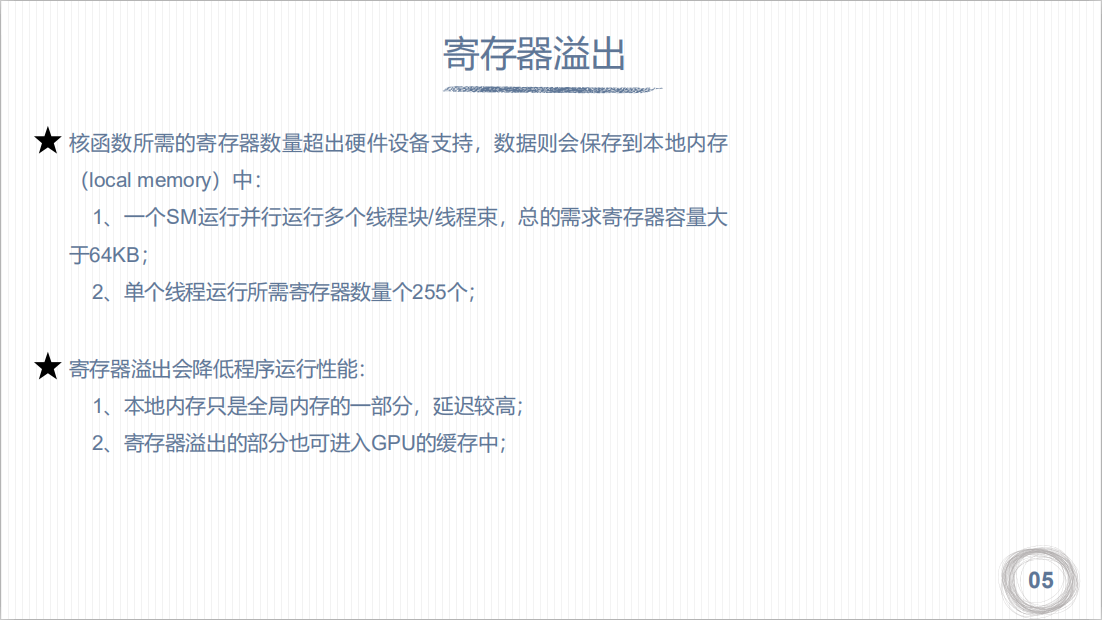 寄存器溢出
★ 核函数所需的寄存器数量超出硬件设备支持，数据则会保存到本地内存
（local memory）中：
1、一个SM运行并行运行多个线程块/线程束，总的需求寄存器容量大
于64KB；
2、单个线程运行所需寄存器数量个255个；
★ 寄存器溢出会降低程序运行性能：
1、本地内存只是全局内存的一部分，延迟较高；
2、寄存器溢出的部分也可进入GPU的缓存中；
05